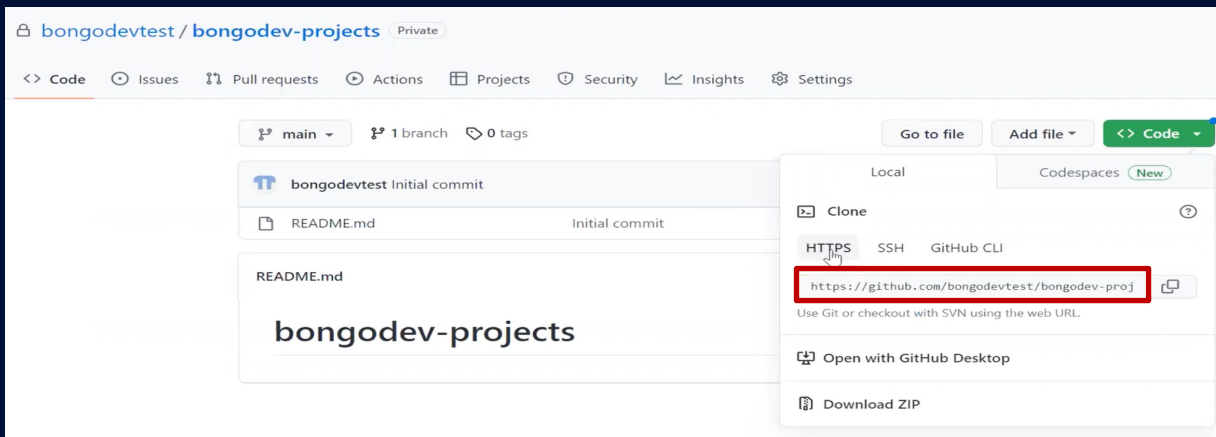 bongodevtest / bongodev-projects Private
<> Code Issues Pull requests Actions Projects Security Insights Settings
main 1 branch 0 tags Go to file Add file <> Code
bongodevtest Initial commit
README.md Initial commit
README.md
bongodev-projects
Local Codespaces New
Clone
HTTPS SSH GitHub CLI
https://github.com/bongodevtest/bongodev-proj
Use Git or checkout with SVN using the web URL.
Open with GitHub Desktop
Download ZIP